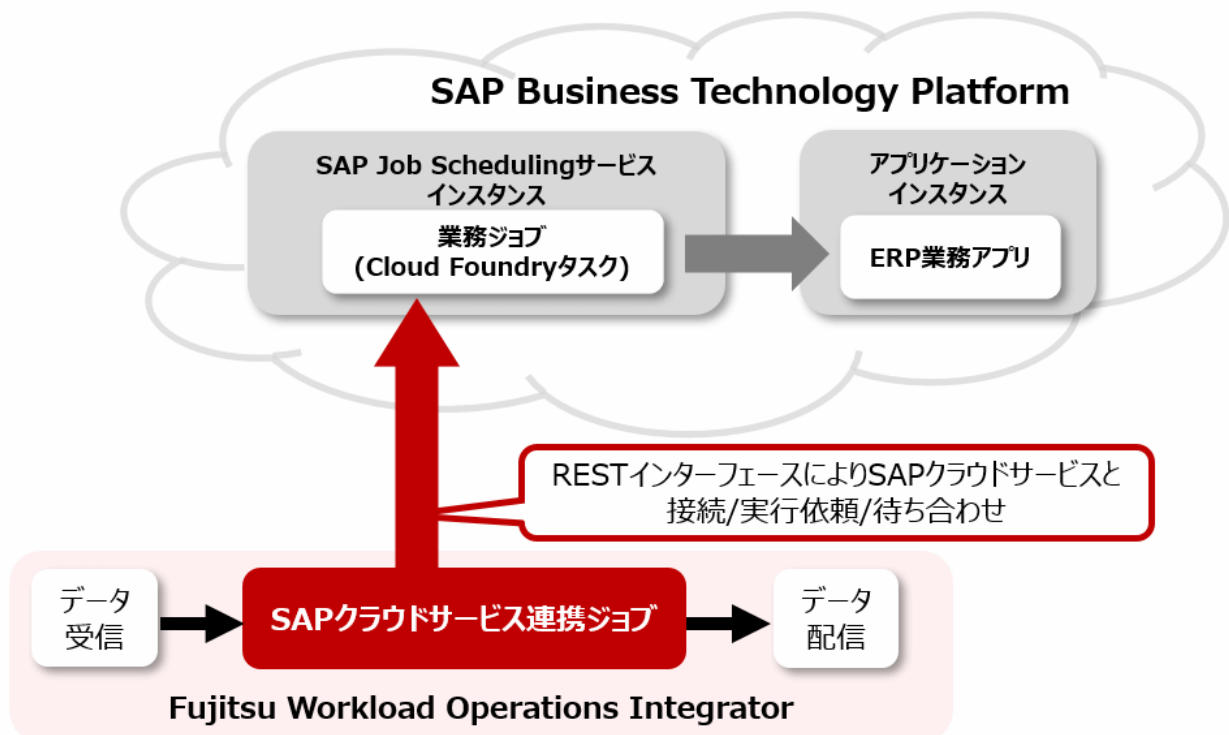 SAP Business Technology Platform
SAP Job Schedulingサービス
インスタンス
業務ジョブ
(Cloud Foundryタスク)
アプリケーション
インスタンス
ERP業務アプリ
RESTインターフェースによりSAPクラウドサービスと
接続/実行依頼/待ち合わせ
データ
受信
SAPクラウドサービス連携ジョブ
データ
配信
Fujitsu Workload Operations Integrator